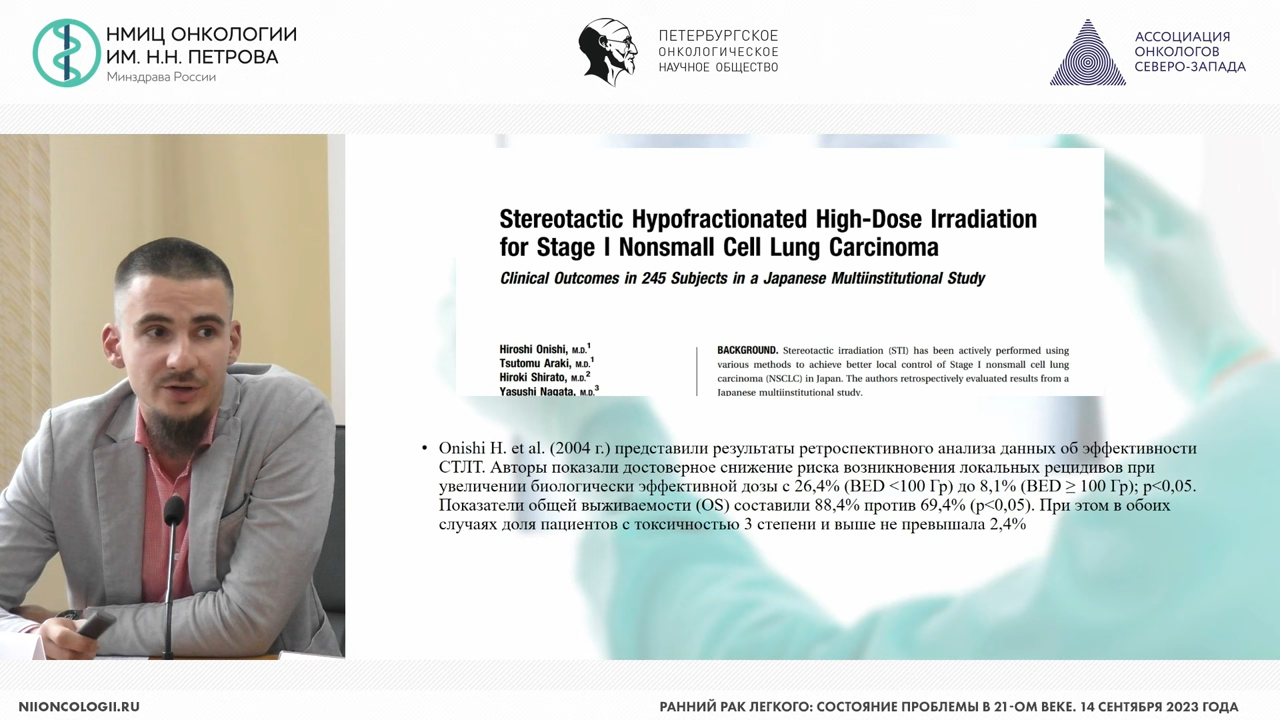 НМИЦ ОНКОЛОГИИ
ИМ. Н.Н. ПЕТРОВА
Минздрава России
ПЕТЕРБУРГСКОЕ
ОНКОЛОГИЧЕСКОЕ
НАУЧНОЕ ОБЩЕСТВО
АССОЦИАЦИЯ
ОНКОЛОГОВ
СЕВЕРО-ЗАПАДА
Stereotactic Hypofractionated High-Dose Irradiation
for Stage I Nonsmall Cell Lung Carcinoma
Clinical Outcomes in 245 Subjects in a Japanese Multiinstitutional Study
Hiroshi Onishi, M.D.1
Tsutomu Araki, M.D.1
Hiroki Shirato, M.D.2
Yasushi Nagata, M.D.3
BACKGROUND. Stereotactic irradiation (STI) has been actively performed using
various methods to achieve better local control of Stage I nonsmall cell lung
carcinoma (NSCLC) in Japan. The authors retrospectively evaluated results from a
Japanese multiinstitutional study.
• Onishi H. et al. (2004 г.) представили результаты ретроспективного анализа данных об эффективности
СТЛТ. Авторы показали достоверное снижение риска возникновения локальных рецидивов при
увеличении биологически эффективной дозы с 26,4% (BED <100 Гр) до 8,1% (BED ≥ 100 Гр); p<0,05.
Показатели общей выживаемости (OS) составили 88,4% против 69,4% (p<0,05). При этом в обоих
случаях доля пациентов с токсичностью 3 степени и выше не превышала 2,4%
NIIONCOLOGII.RU
РАННИЙ РАК ЛЕГКОГО: СОСТОЯНИЕ ПРОБЛЕМЫ В 21-ОМ ВЕКЕ. 14 СЕНТЯБРЯ 2023 ГОДА